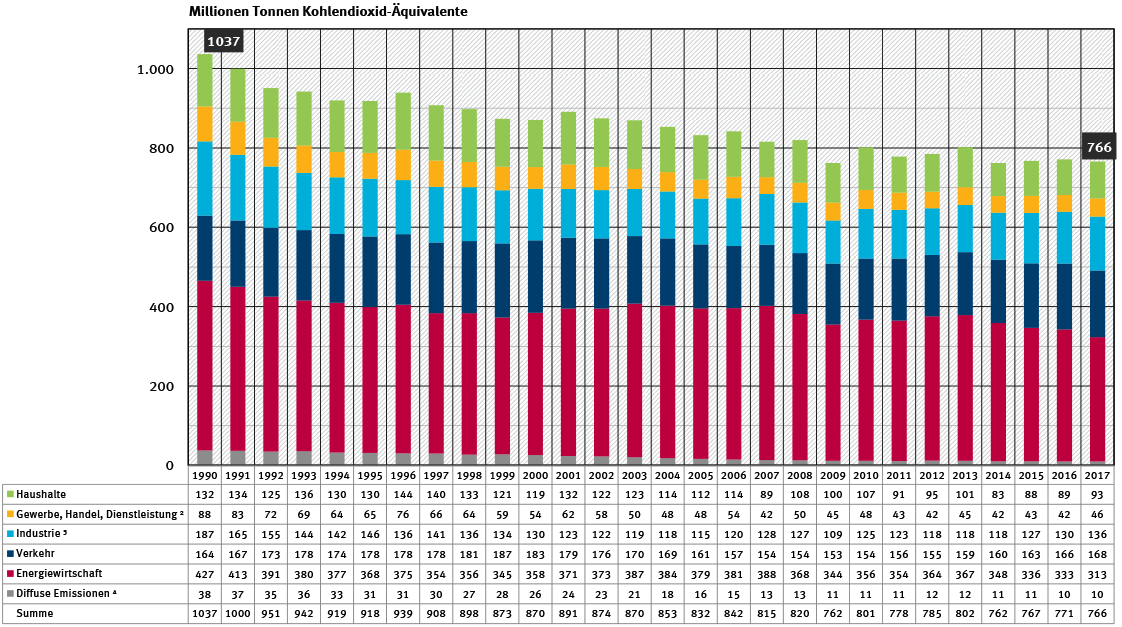 Millionen Tonnen Kohlendioxid-Äquivalente
1037
1.000
800
766
600
400
200
0
1990 1991 1992 1993 1994 1995 1996 1997 1998 1999 2000 2001 2002 2003 2004 2005 2006 2007 2008 2009 2010 2011 2012 2013 2014 2015 2016 2017
Haushalte 132 134 125 136 130 130 144 140 133 121 119 132 122 123 114 112 114 89 108 100 107 91 95 101 83 88 89 93
Gewerbe, Handel, Dienstleistung ² 88 83 72 69 64 65 76 66 64 59 54 62 58 50 48 48 54 42 50 45 48 43 42 45 42 43 42 46
Industrie ³ 187 165 155 144 142 146 136 141 136 134 130 123 122 119 118 115 120 128 127 109 125 123 118 118 118 127 130 136
Verkehr 164 167 173 178 174 178 178 178 181 187 183 179 176 170 169 161 157 154 154 153 154 156 155 159 160 163 166 168
Energiewirtschaft 427 413 391 380 377 368 375 354 356 345 358 371 373 387 384 379 381 388 368 344 356 354 364 367 348 336 333 313
Diffuse Emissionen ⁴ 38 37 35 36 33 31 31 30 27 28 26 24 23 21 18 16 15 13 13 11 11 11 12 12 11 11 10 10
Summe 1037 1000 951 942 919 918 939 908 898 873 870 891 874 870 853 832 842 815 820 762 801 778 785 802 762 767 771 766